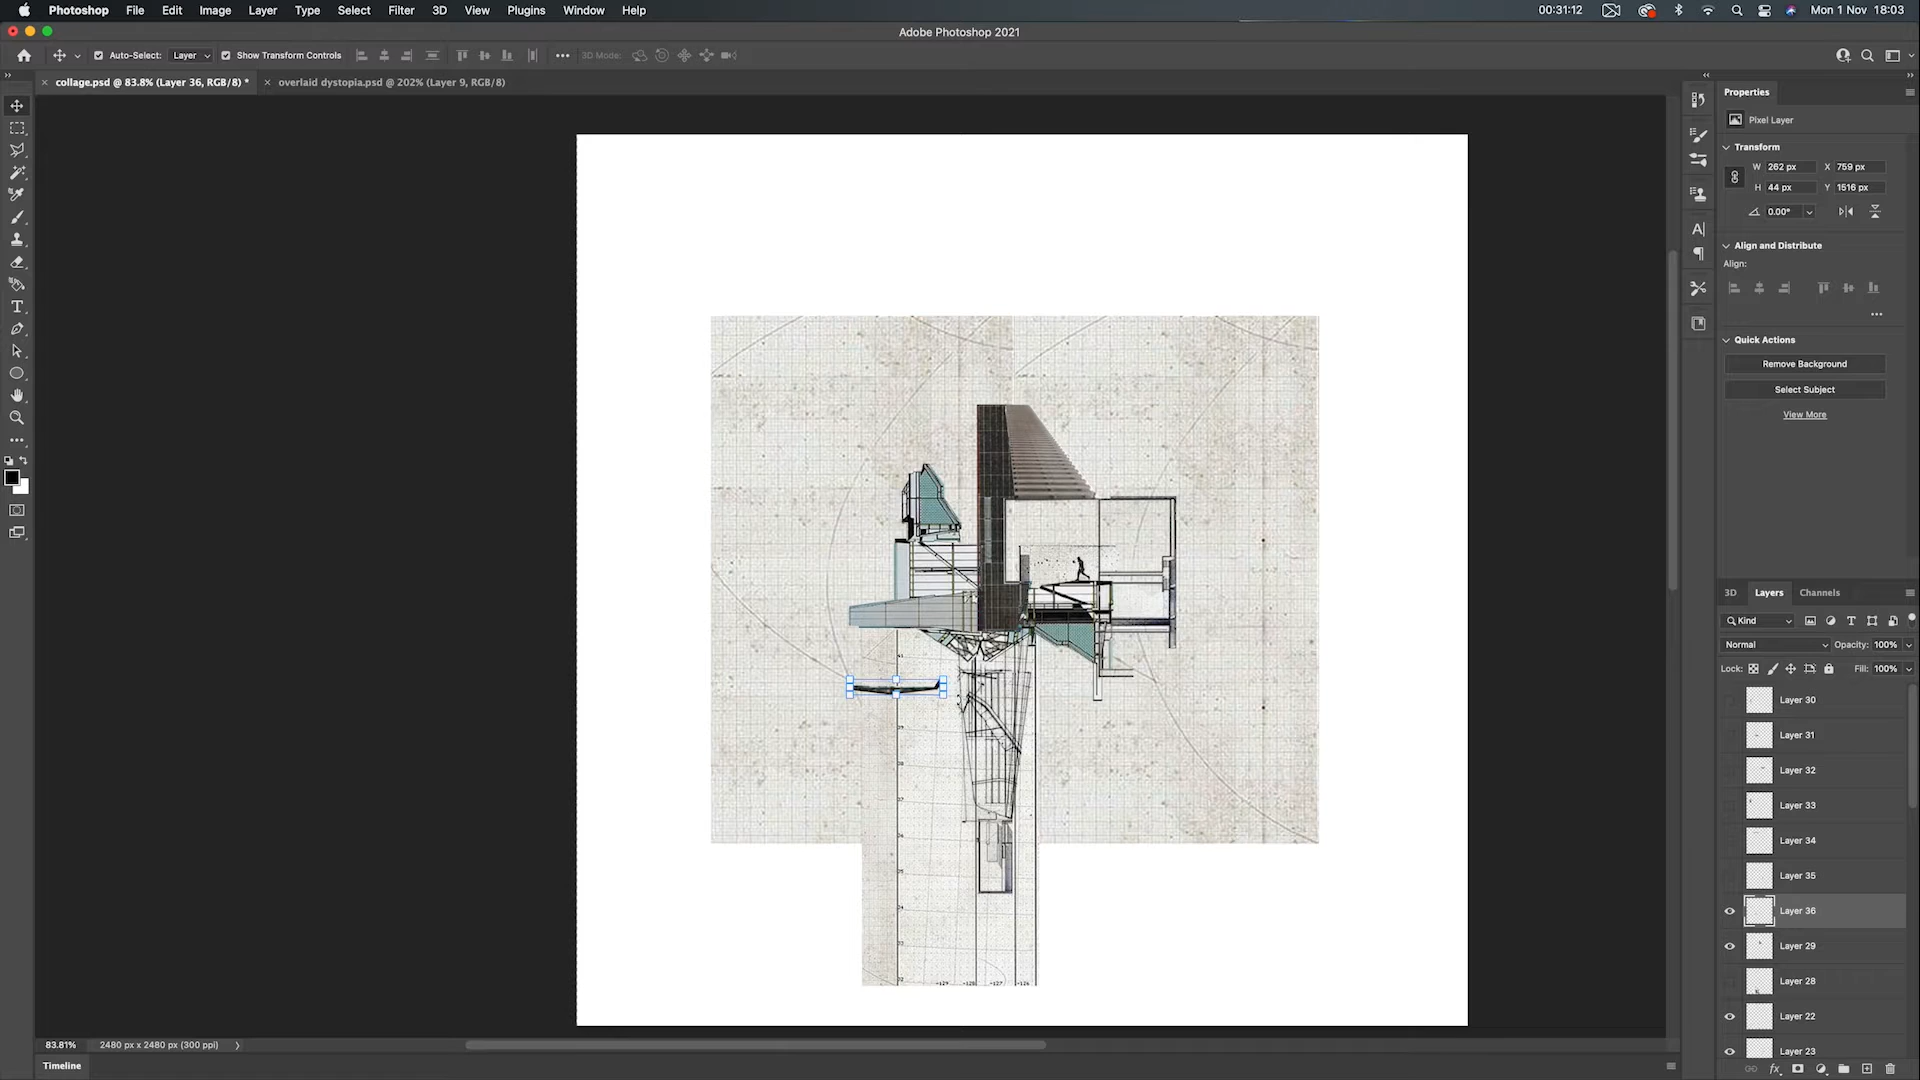 Photoshop File Edit Image Layer Type Select Filter 3D View Plugins Window Help 00:31:12 Mon 1 Nov 18:03
Adobe Photoshop 2021
Auto-Select: Layer Show Transform Controls 3D Mode:
collage.psd @ 83.8% (Layer 36, RGB/8) * overlaid dystopia.psd @ 202% (Layer 9, RGB/8)
Properties
Pixel Layer
Transform
W 262 px X 759 px
H 44 px Y 1516 px
0.00°
Align and Distribute
Align:
Quick Actions
Remove Background
Select Subject
View More
3D Layers Channels
Kind
Normal Opacity: 100%
Lock: Fill: 100%
Layer 30
Layer 31
Layer 32
Layer 33
Layer 34
Layer 35
Layer 36
Layer 29
Layer 28
Layer 22
Layer 23
83.81% 2480 px x 2480 px (300 ppi)
Timeline